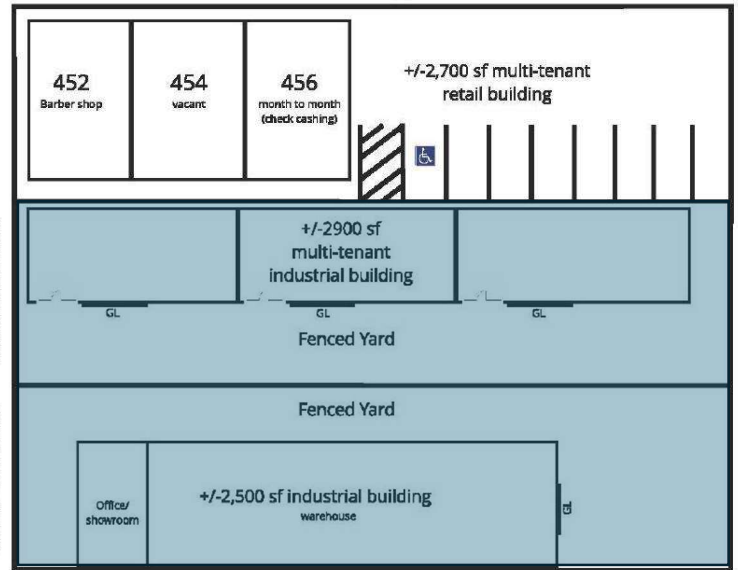 452
Barber shop
454
vacant
456
month to month
(check cashing)
+/-2,700 sf multi-tenant
retail building
+/-2900 sf
multi-tenant
industrial building
GL
GL
GL
Fenced Yard
Fenced Yard
Office/
showroom
+/-2,500 sf industrial building
warehouse
GL